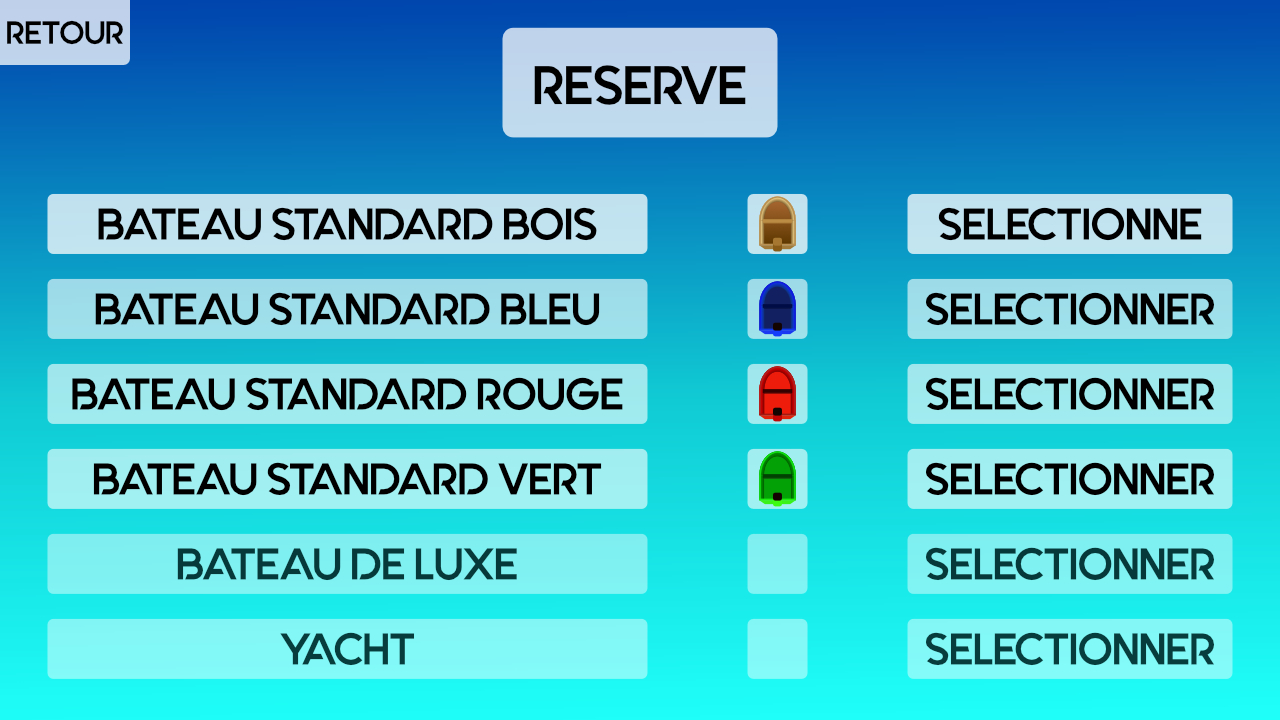 RETOUR
RESERVE
BATEAU STANDARD BOIS
SELECTIONNE
BATEAU STANDARD BLEU
SELECTIONNER
BATEAU STANDARD ROUGE
SELECTIONNER
BATEAU STANDARD VERT
SELECTIONNER
BATEAU DE LUXE
SELECTIONNER
YACHT
SELECTIONNER